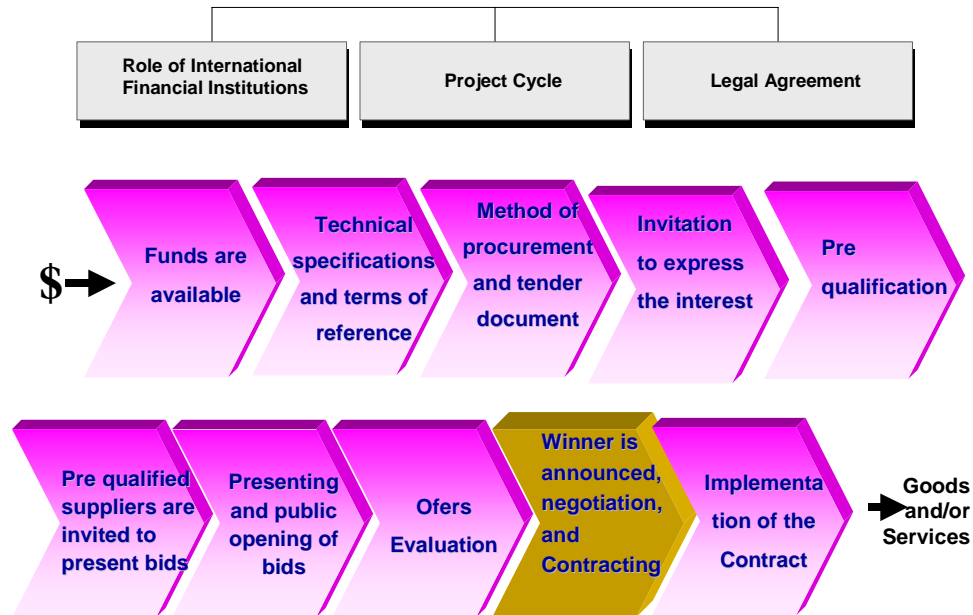 Role of International
Financial Institutions
Project Cycle
Legal Agreement
$
Funds are
available
Technical
specifications
and terms of
reference
Method of
procurement
and tender
document
Invitation
to express
the interest
Pre
qualification
Pre qualified
suppliers are
invited to
present bids
Presenting
and public
opening of
bids
Ofers
Evaluation
Winner is
announced,
negotiation,
and
Contracting
Implementa
tion of the
Contract
Goods
and/or
Services